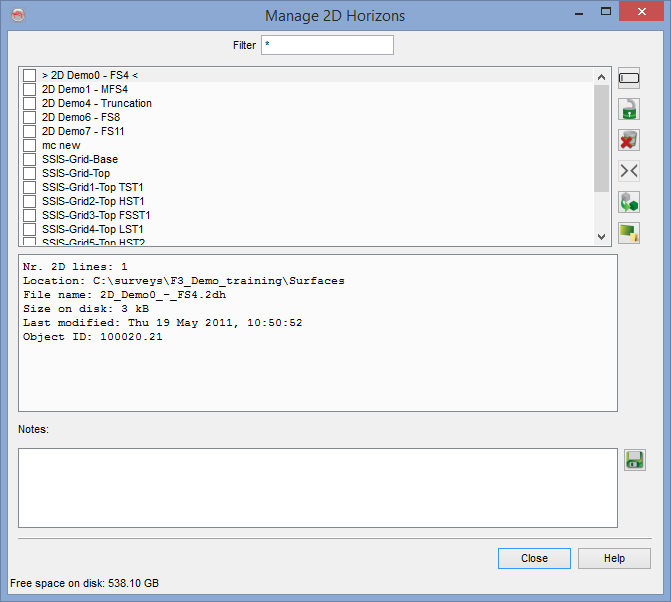 Manage 2D Horizons
Filter *
> 2D Demo0 - FS4 <
2D Demo1 - MFS4
2D Demo4 - Truncation
2D Demo6 - FS8
2D Demo7 - FS11
mc new
SSIS-Grid-Base
SSIS-Grid-Top
SSIS-Grid1-Top TST1
SSIS-Grid2-Top HST1
SSIS-Grid3-Top FSST1
SSIS-Grid4-Top LST1
SSIS-Grid5-Top HST2
Nr. 2D lines: 1
Location: C:\surveys\F3_Demo_training\Surfaces
File name: 2D_Demo0_-_FS4.2dh
Size on disk: 3 kB
Last modified: Thu 19 May 2011, 10:50:52
Object ID: 100020.21
Notes:
Close Help
Free space on disk: 538.10 GB